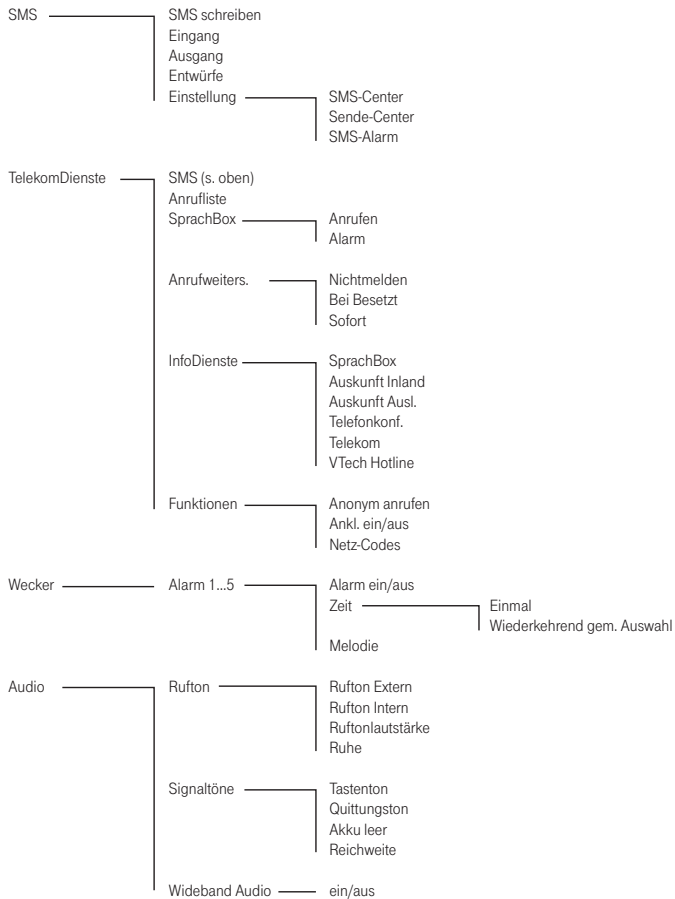 SMS SMS schreiben
Eingang
Ausgang
Entwürfe
Einstellung SMS-Center
Sende-Center
SMS-Alarm
TelekomDienste SMS (s. oben)
Anrufliste
SprachBox Anrufen
Alarm
Anrufweiters. Nichtmelden
Bei Besetzt
Sofort
InfoDienste SprachBox
Auskunft Inland
Auskunft Ausl.
Telefonkonf.
Telekom
VTech Hotline
Funktionen Anonym anrufen
Ankl. ein/aus
Netz-Codes
Wecker Alarm 1...5 Alarm ein/aus
Zeit Einmal
Wiederkehrend gem. Auswahl
Melodie
Audio Rufton Rufton Extern
Rufton Intern
Ruftonlautstärke
Ruhe
Signaltöne Tastenton
Quittungston
Akku leer
Reichweite
Wideband Audio ein/aus